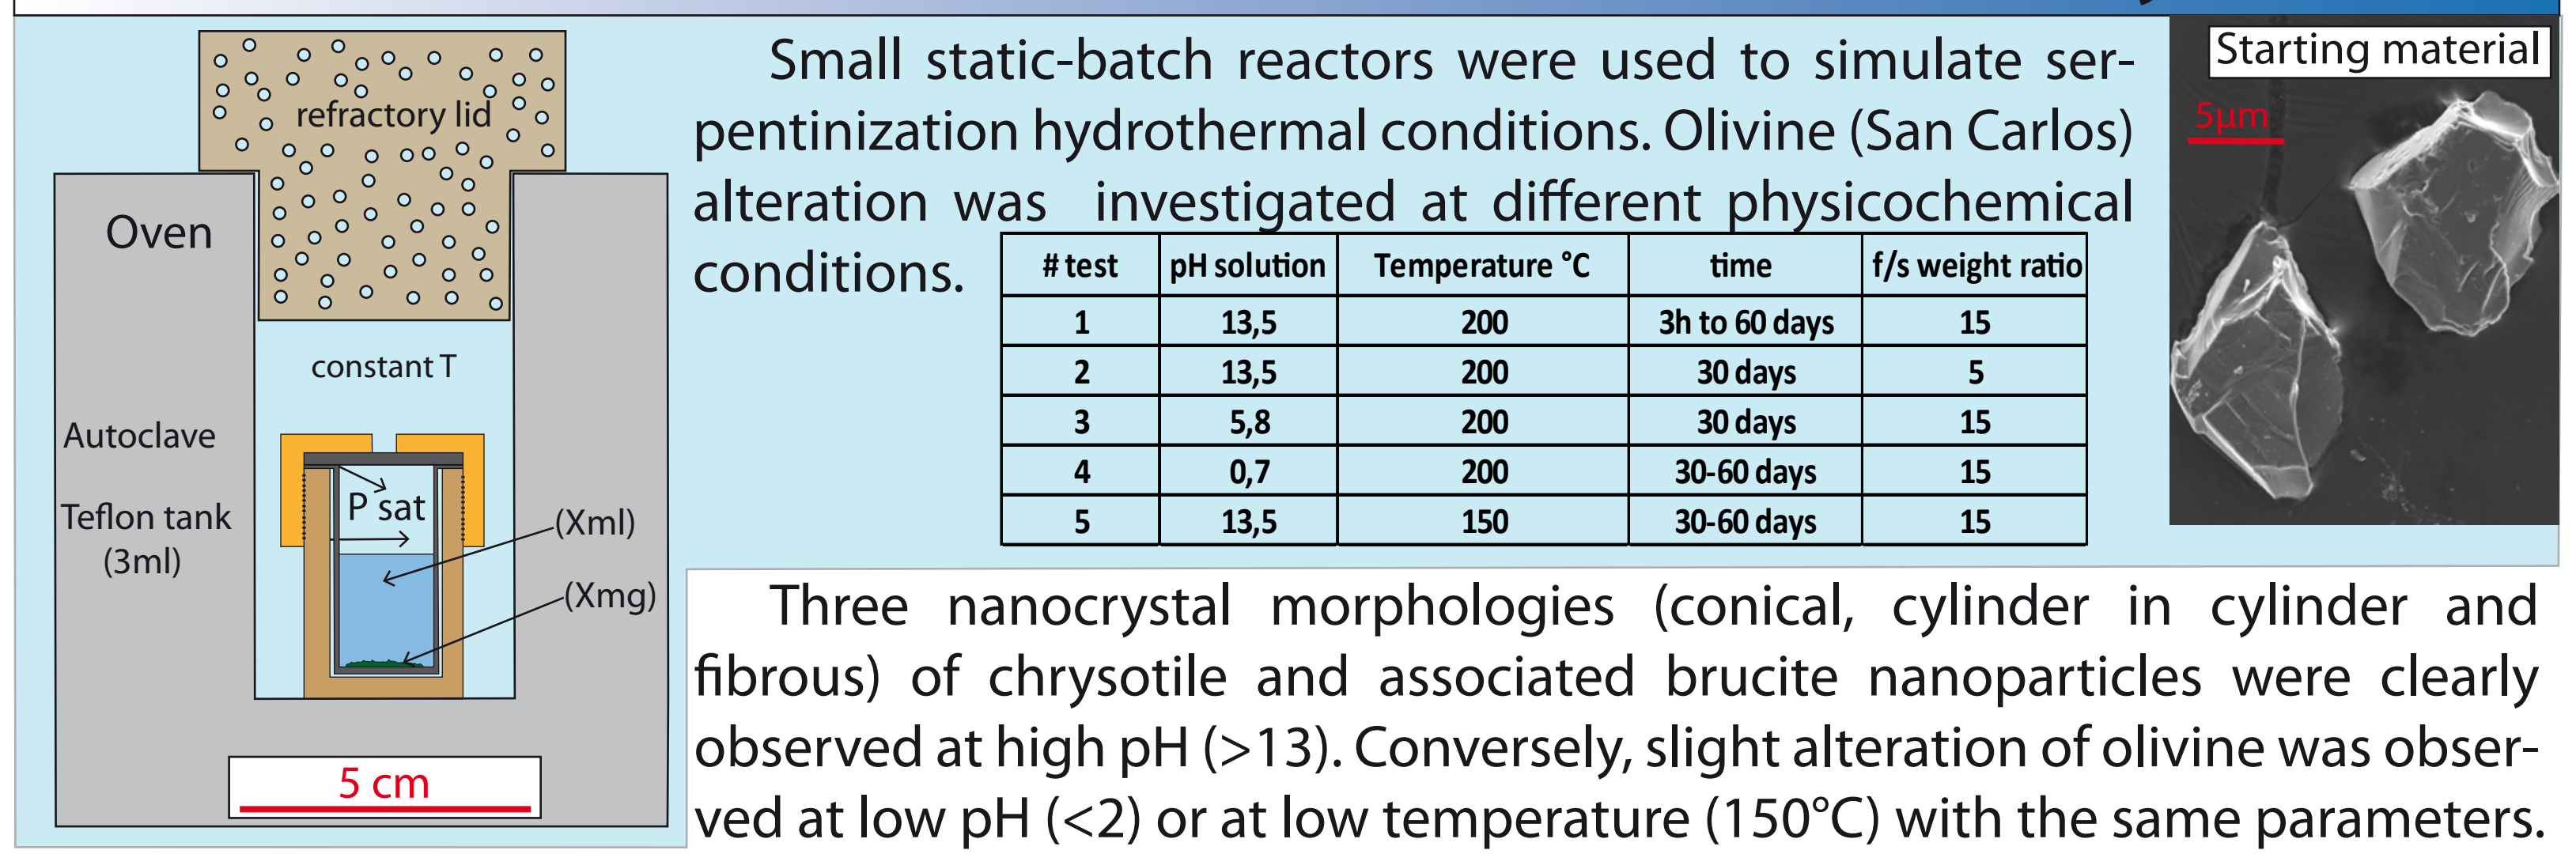 refractory lid
Oven
constant T
Autoclave
P sat
Teflon tank
(3ml)
(Xml)
(Xmg)
5 cm
Small static-batch reactors were used to simulate ser-
pentinization hydrothermal conditions. Olivine (San Carlos)
alteration was investigated at different physicochemical
conditions.
# test pH solution Temperature °C time f/s weight ratio
1 13,5 200 3h to 60 days 15
2 13,5 200 30 days 5
3 5,8 200 30 days 15
4 0,7 200 30-60 days 15
5 13,5 150 30-60 days 15
Starting material
5µm
Three nanocrystal morphologies (conical, cylinder in cylinder and
fibrous) of chrysotile and associated brucite nanoparticles were clearly
observed at high pH (>13). Conversely, slight alteration of olivine was obser-
ved at low pH (<2) or at low temperature (150°C) with the same parameters.